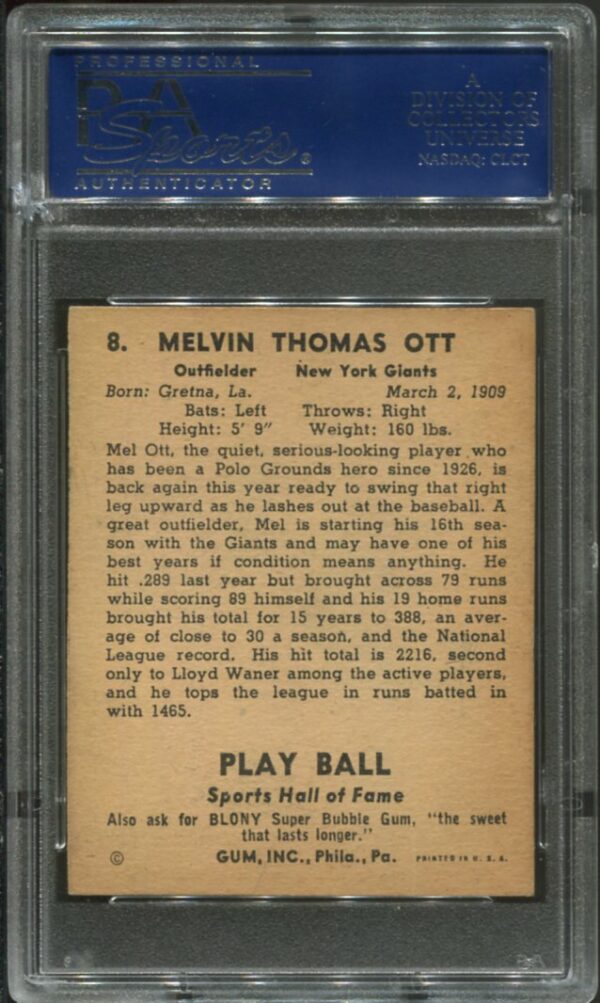 PROFESSIONAL
PSA
Sports®
AUTHENTICATOR
A
DIVISION OF
COLLECTORS
UNIVERSE
NASDAQ: CLCT
8. MELVIN THOMAS OTT
Outfielder New York Giants
Born: Gretna, La. March 2, 1909
Bats: Left Throws: Right
Height: 5' 9" Weight: 160 lbs.
Mel Ott, the quiet, serious-looking player who
has been a Polo Grounds hero since 1926, is
back again this year ready to swing that right
leg upward as he lashes out at the baseball. A
great outfielder, Mel is starting his 16th sea-
son with the Giants and may have one of his
best years if condition means anything. He
hit .289 last year but brought across 79 runs
while scoring 89 himself and his 19 home runs
brought his total for 15 years to 388, an aver-
age of close to 30 a season, and the National
League record. His hit total is 2216, second
only to Lloyd Waner among the active players,
and he tops the league in runs batted in
with 1465.
PLAY BALL
Sports Hall of Fame
Also ask for BLONY Super Bubble Gum, "the sweet
that lasts longer."
© GUM, INC., Phila., Pa. PRINTED IN U. S. A.